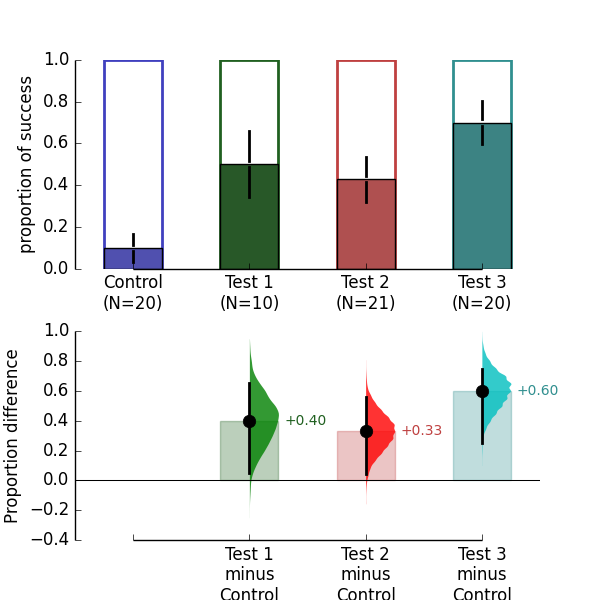 proportion of success
1.0
0.8
0.6
0.4
0.2
0.0
Control
(N=20)
Test 1
(N=10)
Test 2
(N=21)
Test 3
(N=20)
Proportion difference
1.0
0.8
0.6
0.4
0.2
0.0
−0.2
−0.4
+0.40
+0.33
+0.60
Test 1
minus
Control
Test 2
minus
Control
Test 3
minus
Control